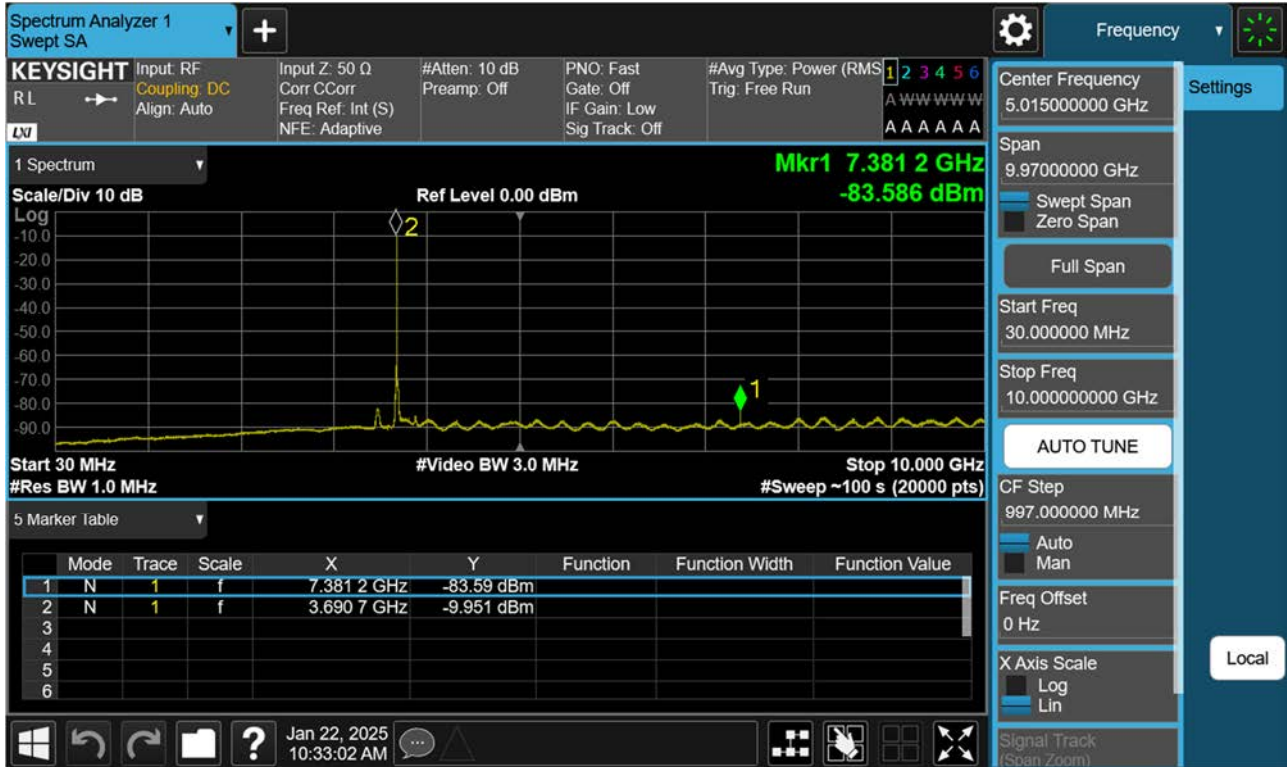 Spectrum Analyzer 1
Swept SA
Frequency
KEYSIGHT
RL
LXI
Input: RF
Coupling: DC
Align: Auto
Input Z: 50 Ω
Corr CCorr
Freq Ref: Int (S)
NFE: Adaptive
#Atten: 10 dB
Preamp: Off
PNO: Fast
Gate: Off
IF Gain: Low
Sig Track: Off
#Avg Type: Power (RMS
Trig: Free Run
1 2 3 4 5 6
A W W W W W
A A A A A A
1 Spectrum
Mkr1 7.381 2 GHz
-83.586 dBm
Scale/Div 10 dB
Ref Level 0.00 dBm
Log
-10.0
-20.0
-30.0
-40.0
-50.0
-60.0
-70.0
-80.0
-90.0
2
1
Start 30 MHz
#Video BW 3.0 MHz
Stop 10.000 GHz
#Res BW 1.0 MHz
#Sweep ~100 s (20000 pts)
5 Marker Table
Mode Trace Scale X Y Function Function Width Function Value
1 N 1 f 7.381 2 GHz -83.59 dBm
2 N 1 f 3.690 7 GHz -9.951 dBm
3
4
5
6
Jan 22, 2025
10:33:02 AM
Center Frequency
5.015000000 GHz
Settings
Span
9.97000000 GHz
Swept Span
Zero Span
Full Span
Start Freq
30.000000 MHz
Stop Freq
10.000000000 GHz
AUTO TUNE
CF Step
997.000000 MHz
Auto
Man
Freq Offset
0 Hz
X Axis Scale
Log
Lin
Local
Signal Track
(Span Zoom)